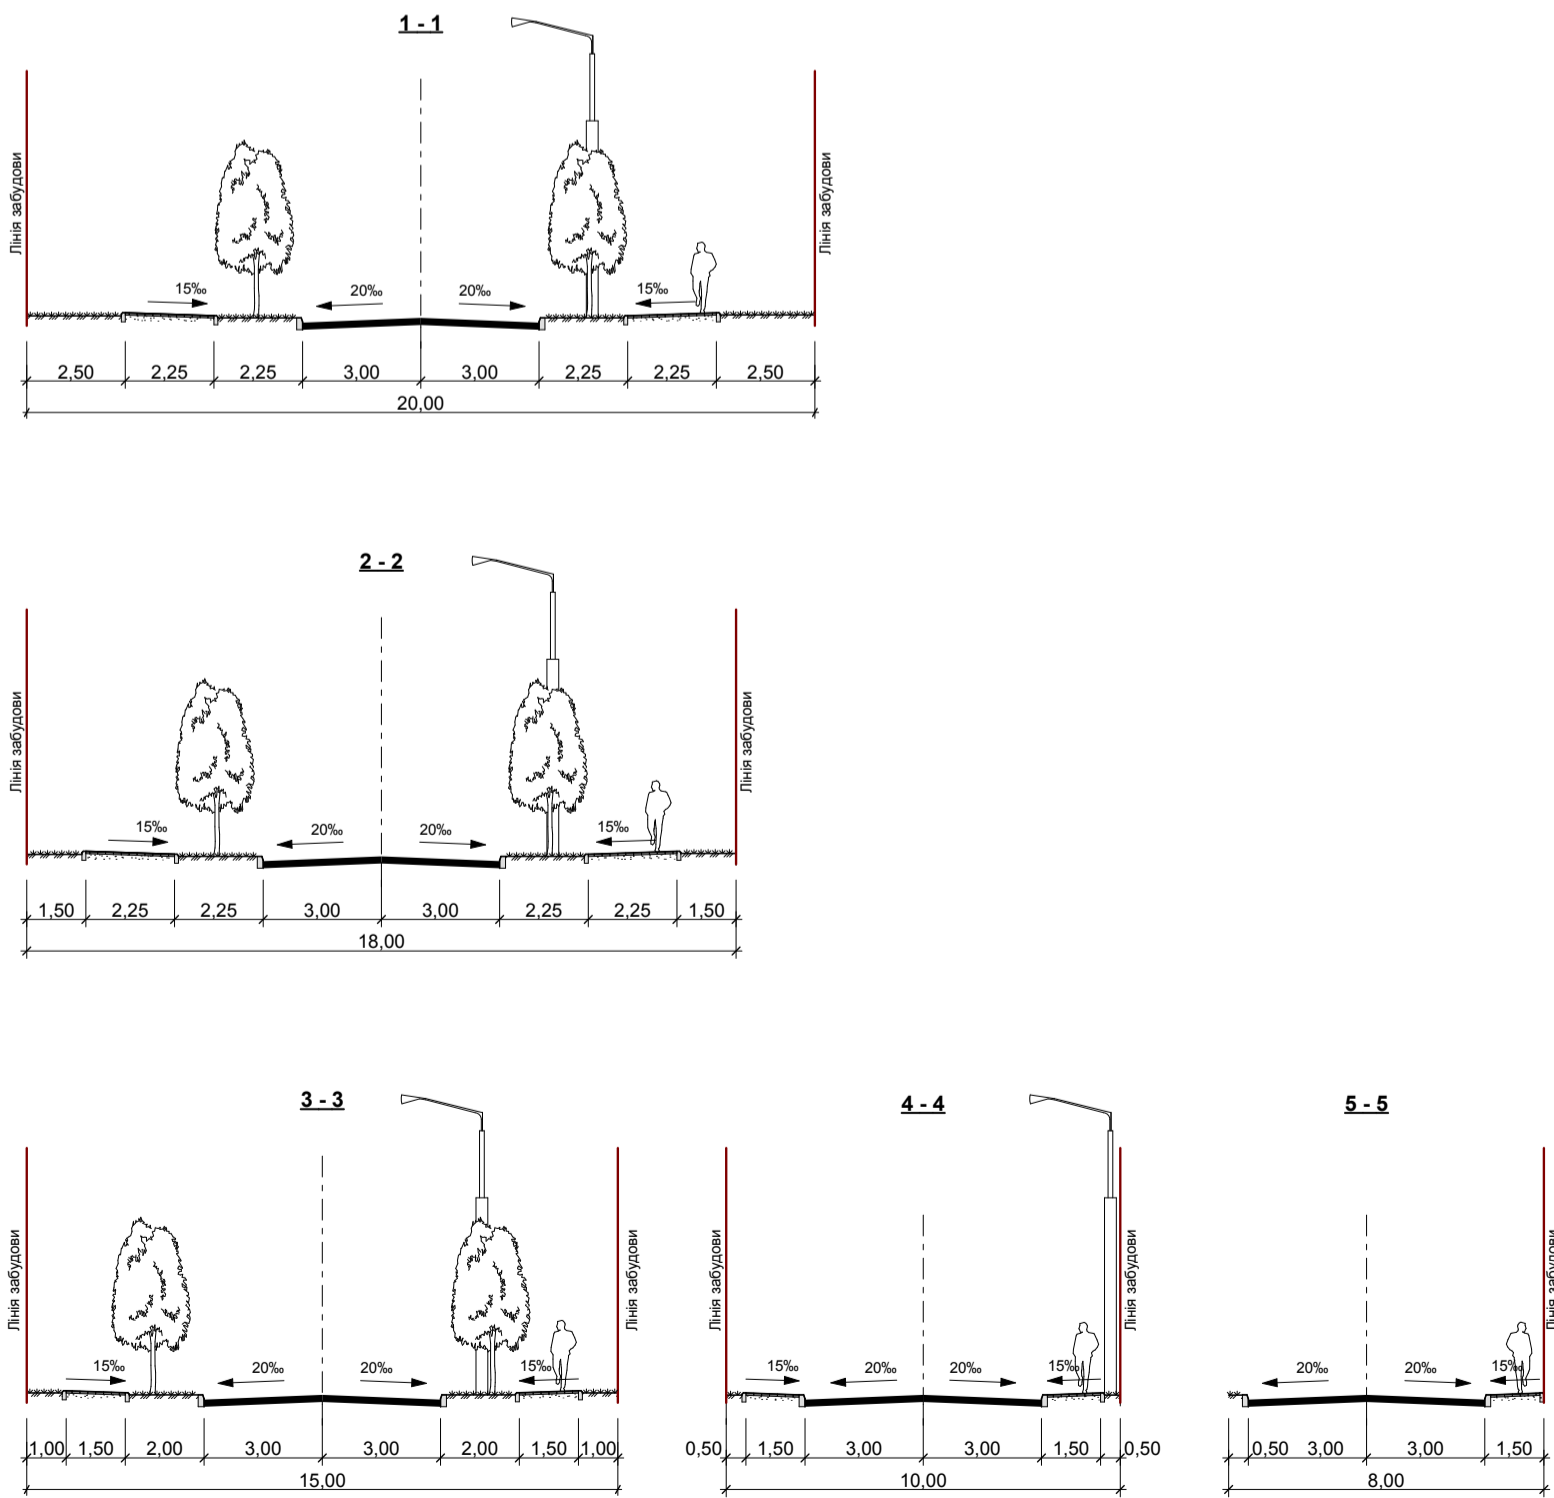 1 - 1
Лінія забудови
Лінія забудови
15‰ 20‰ 20‰ 15‰
2,50 2,25 2,25 3,00 3,00 2,25 2,25 2,50
20,00
2 - 2
Лінія забудови
Лінія забудови
15‰ 20‰ 20‰ 15‰
1,50 2,25 2,25 3,00 3,00 2,25 2,25 1,50
18,00
3 - 3
Лінія забудови
Лінія забудови
15‰ 20‰ 20‰ 15‰
1,00 1,50 2,00 3,00 3,00 2,00 1,50 1,00
15,00
4 - 4
Лінія забудови
Лінія забудови
15‰ 20‰ 20‰ 15‰
0,50 1,50 3,00 3,00 1,50 0,50
10,00
5 - 5
Лінія забудови
20‰ 20‰ 15‰
0,50 3,00 3,00 1,50
8,00